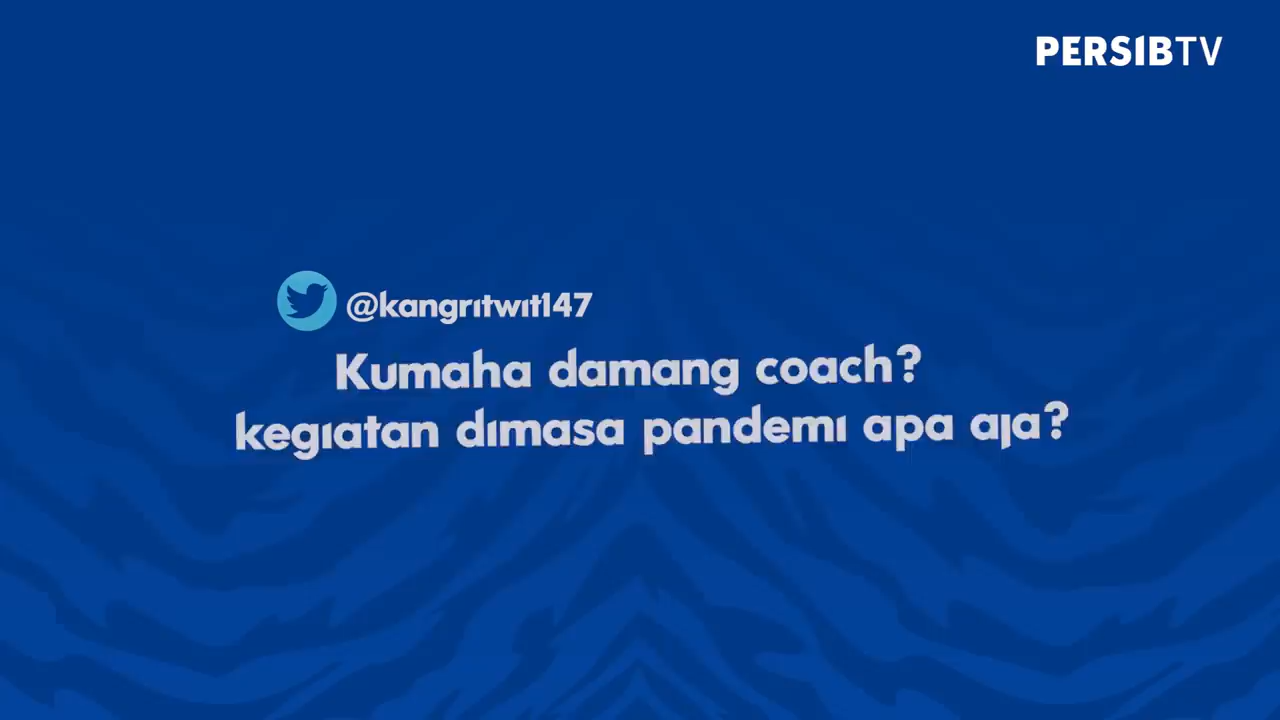 PERSIBTV
@kangritwit147
Kumaha damang coach?
kegiatan dimasa pandemi apa aja?